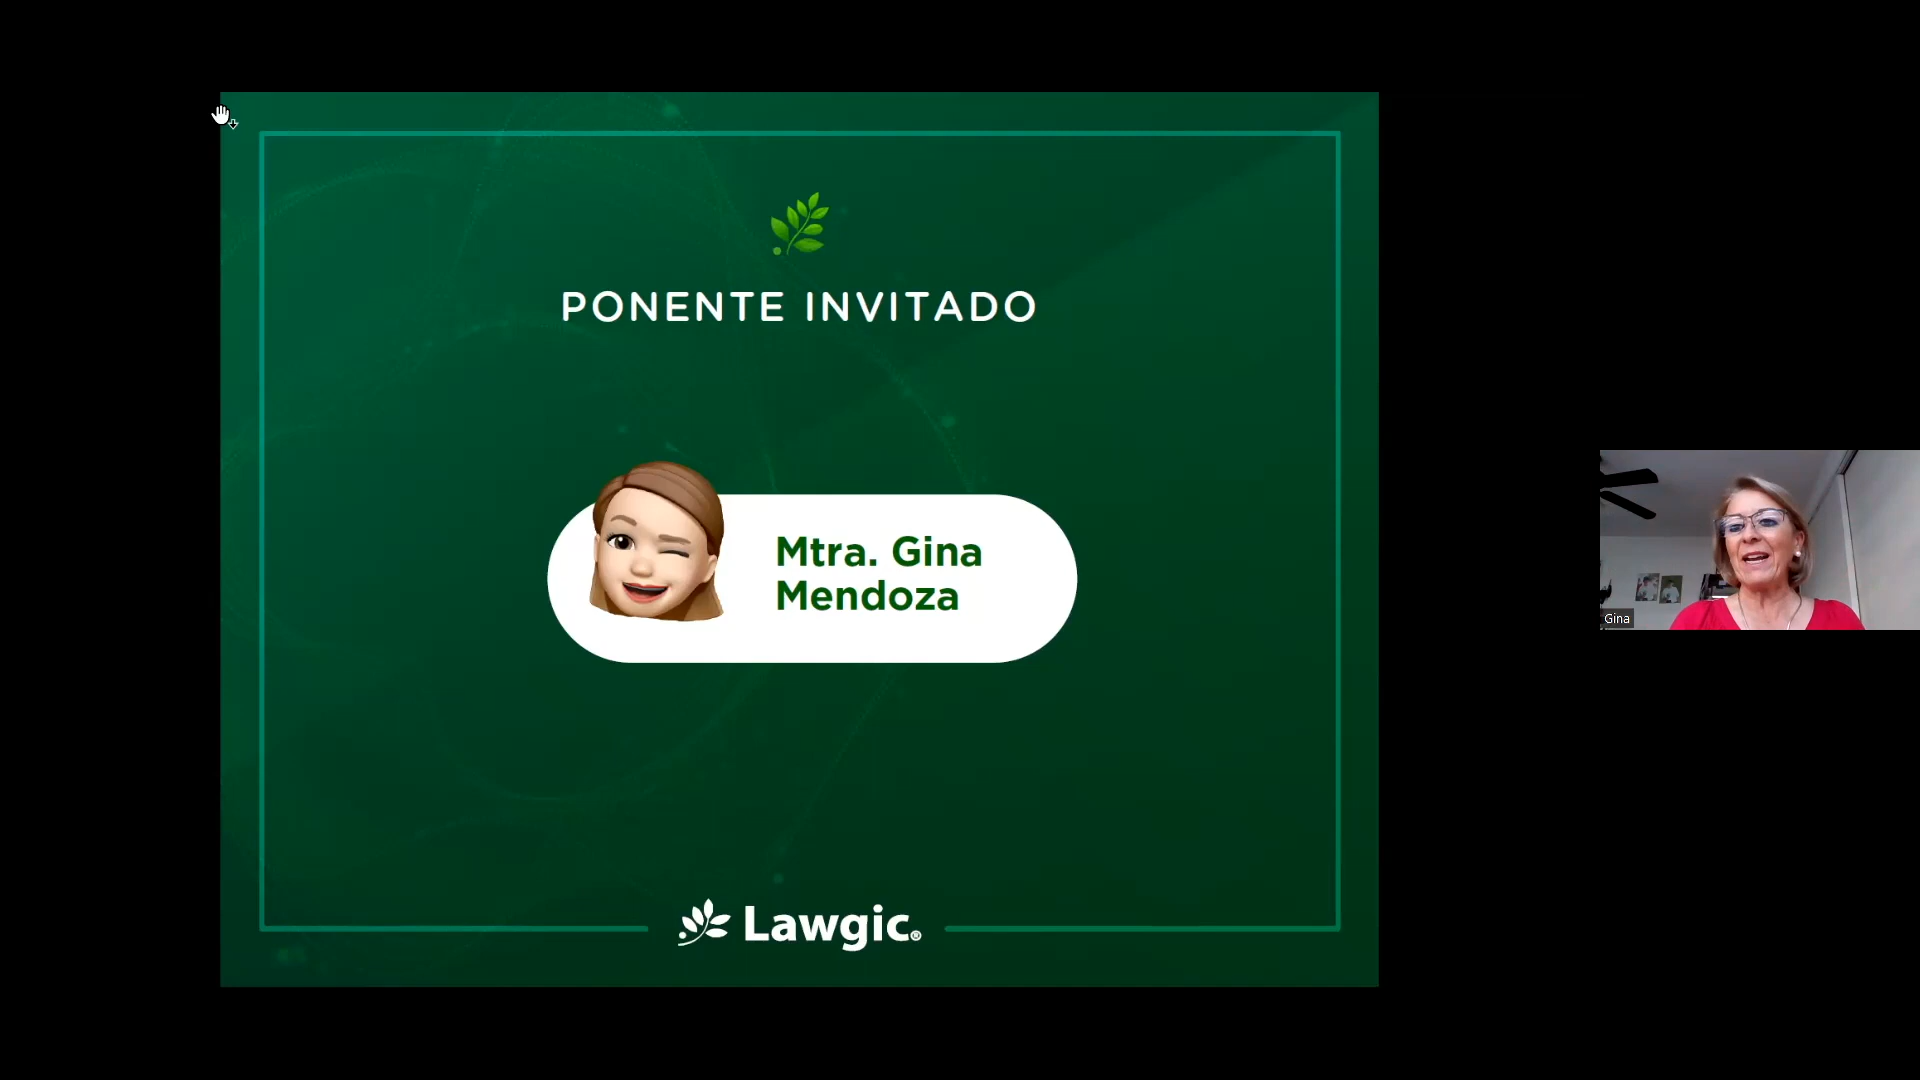 PONENTE INVITADO
Mtra. Gina
Mendoza
Lawgic®
Gina